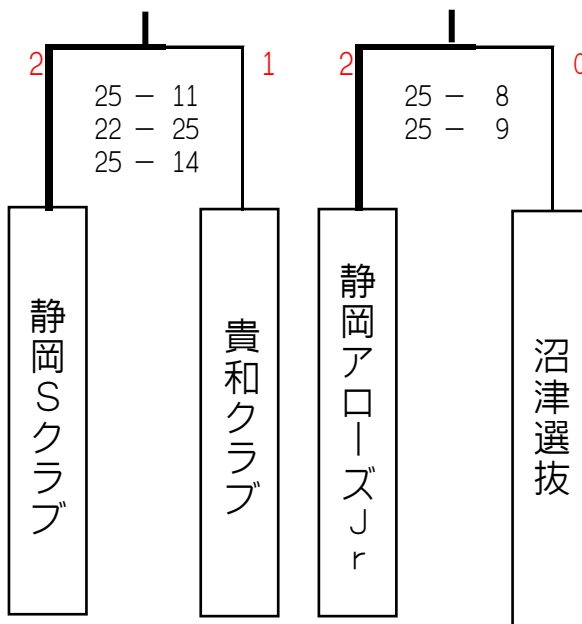 2
1
25 － 11
22 － 25
25 － 14
静岡Sクラブ
貴和クラブ
2
0
25 － 8
25 － 9
静岡アローズJr
沼津選抜